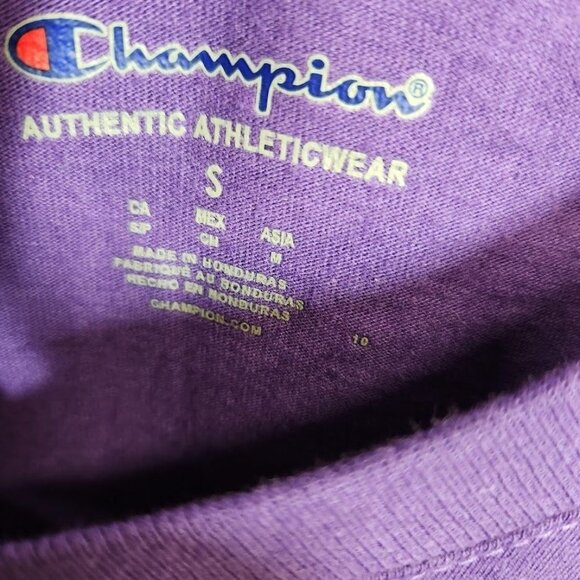 Champion®
AUTHENTIC ATHLETICWEAR
S
CA MEX ASIA
S/P CH M
MADE IN HONDURAS
FABRIQUÉ AU HONDURAS
HECHO EN HONDURAS
CHAMPION.COM
10